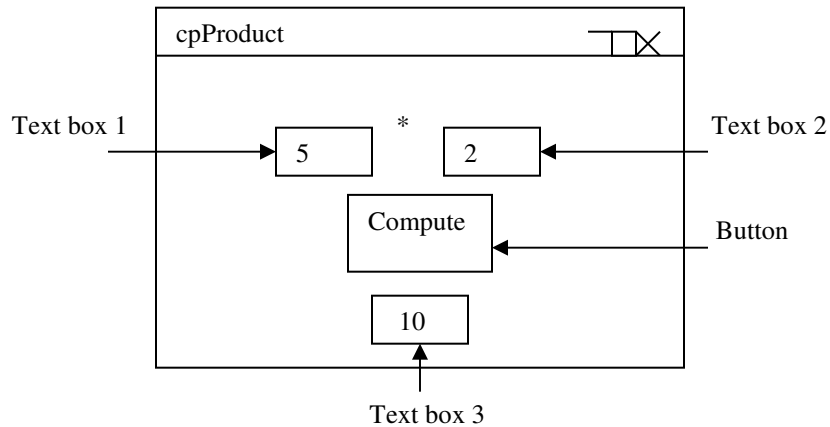 cpProduct
Text box 1
*
Text box 2
5
2
Compute
Button
10
Text box 3